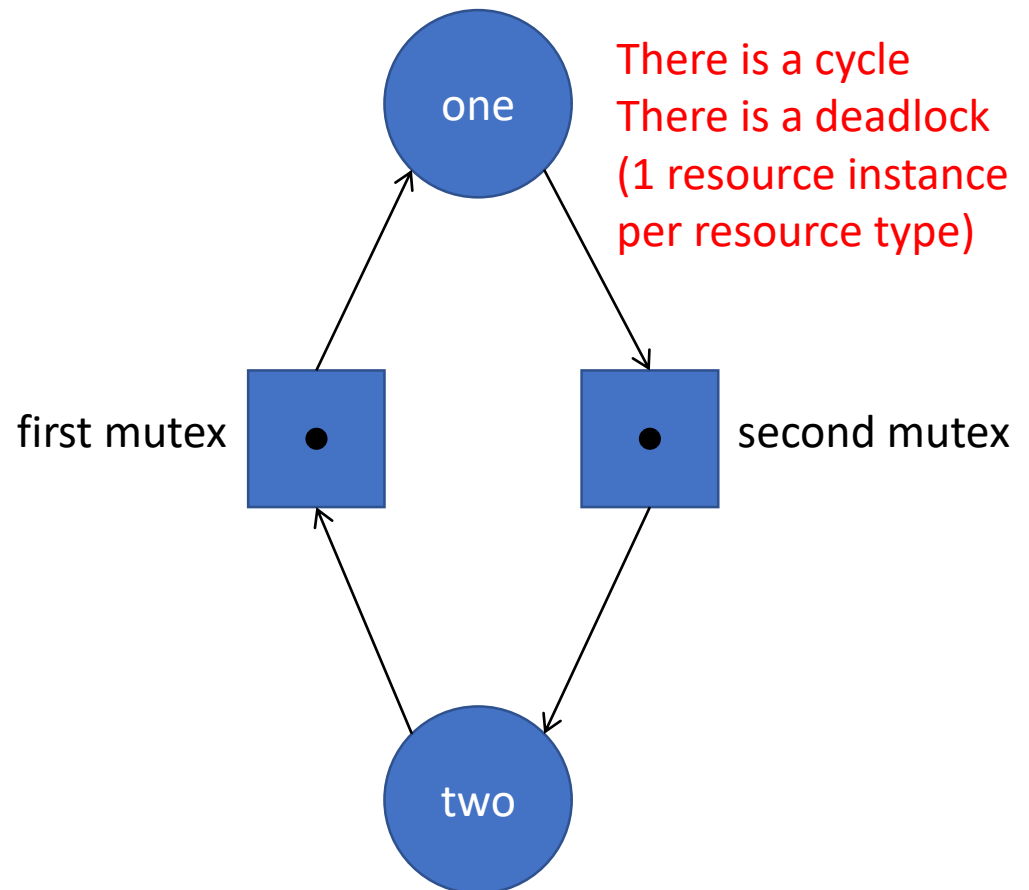 one
There is a cycle
There is a deadlock
(1 resource instance
per resource type)
first mutex
second mutex
two